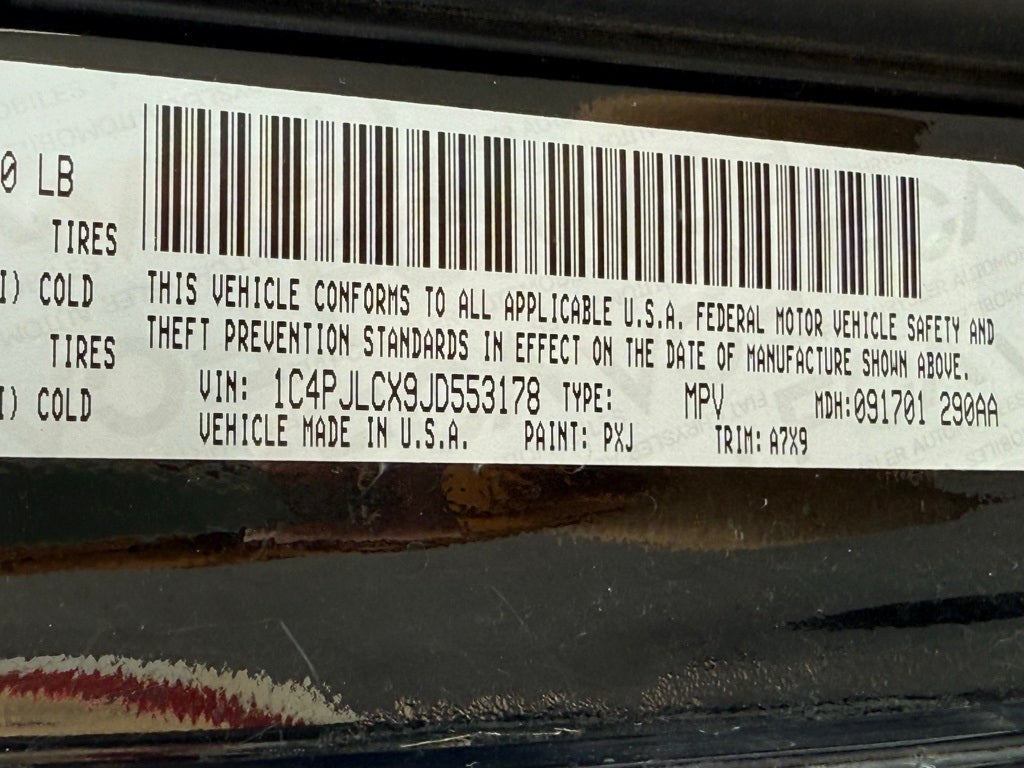 0 LB
TIRES
I) COLD
TIRES
I) COLD
THIS VEHICLE CONFORMS TO ALL APPLICABLE U.S.A. FEDERAL MOTOR VEHICLE SAFETY AND
THEFT PREVENTION STANDARDS IN EFFECT ON THE DATE OF MANUFACTURE SHOWN ABOVE.
VIN: 1C4PJLCX9JD553178 TYPE: MPV MDH:091701 290AA
VEHICLE MADE IN U.S.A. PAINT: PXJ TRIM: A7X9